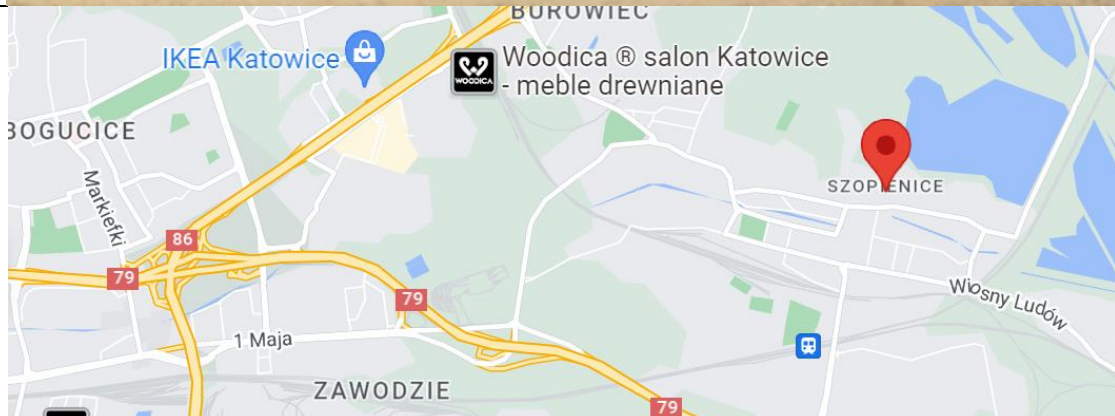 BUROWIEC
IKEA Katowice
WOODICA
Woodica ® salon Katowice
- meble drewniane
BOGUCICE
Markiefki
SZOPIENICE
86
79
79
Wiosny Ludów
1 Maja
ZAWODZIE
79